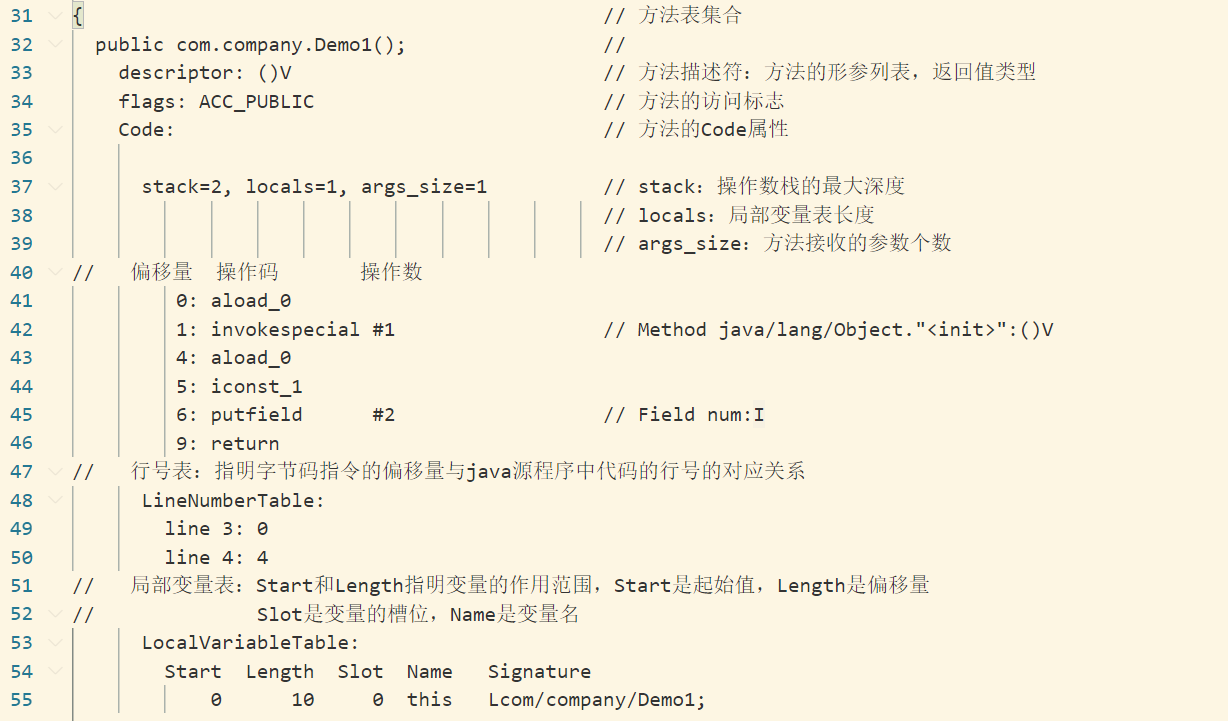 31 { // 方法表集合
32 public com.company.Demo1(); //
33 descriptor: ()V // 方法描述符：方法的形参列表，返回值类型
34 flags: ACC_PUBLIC // 方法的访问标志
35 Code: // 方法的Code属性
36
37 stack=2, locals=1, args_size=1 // stack：操作数栈的最大深度
38 // locals：局部变量表长度
39 // args_size：方法接收的参数个数
40 // 偏移量 操作码 操作数
41 0: aload_0
42 1: invokespecial #1 // Method java/lang/Object."<init>":()V
43 4: aload_0
44 5: iconst_1
45 6: putfield #2 // Field num:I
46 9: return
47 // 行号表：指明字节码指令的偏移量与java源程序中代码的行号的对应关系
48 LineNumberTable:
49 line 3: 0
50 line 4: 4
51 // 局部变量表：Start和Length指明变量的作用范围，Start是起始值，Length是偏移量
52 // Slot是变量的槽位，Name是变量名
53 LocalVariableTable:
54 Start Length Slot Name Signature
55 0 10 0 this Lcom/company/Demo1;